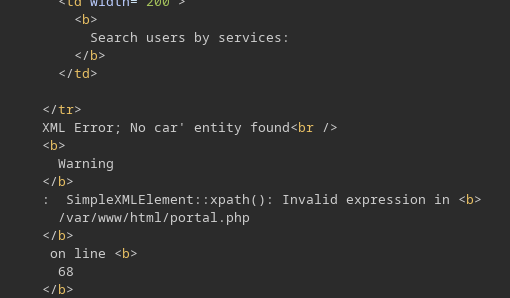 <td width="200">
<b>
Search users by services:
</b>
</td>
</tr>
XML Error; No car' entity found<br />
<b>
Warning
</b>
:  SimpleXMLElement::xpath(): Invalid expression in <b>
/var/www/html/portal.php
</b>
on line <b>
68
</b>